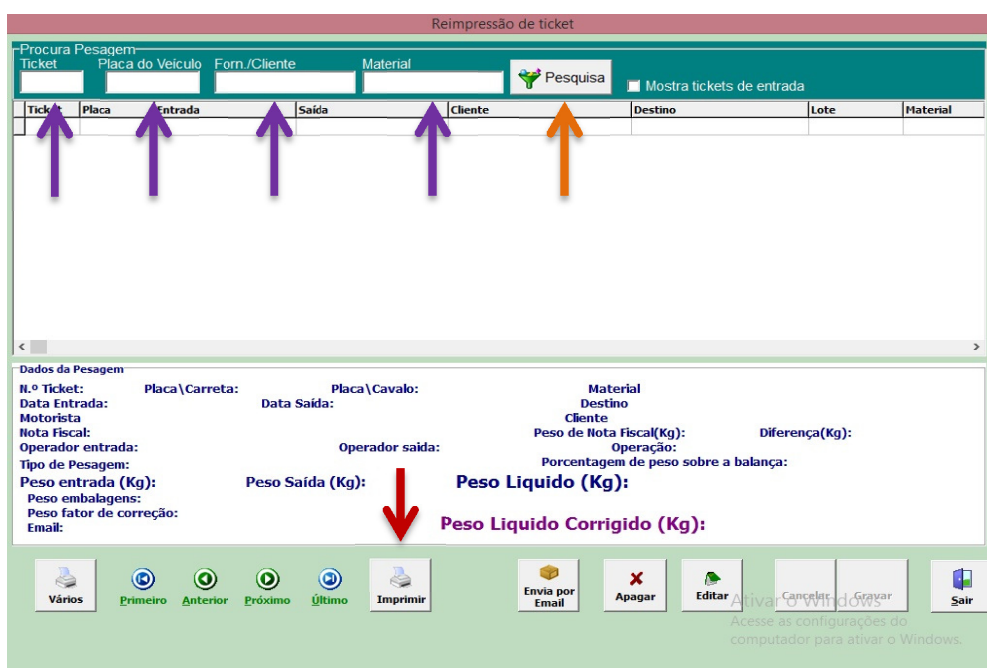 Reimpressão de ticket
Procura Pesagem
Ticket Placa do Veículo Forn./Cliente Material
Pesquisa
Mostra tickets de entrada
Ticket Placa Entrada Saída Cliente Destino Lote Material
Dados da Pesagem
N.º Ticket: Placa\Carreta: Placa\Cavalo: Material
Data Entrada: Data Saída: Destino
Motorista Cliente
Nota Fiscal: Peso de Nota Fiscal(Kg): Diferença(Kg):
Operador entrada: Operador saida: Operação:
Tipo de Pesagem: Porcentagem de peso sobre a balança:
Peso entrada (Kg): Peso Saída (Kg): Peso Liquido (Kg):
Peso embalagens:
Peso fator de correção:
Email: Peso Liquido Corrigido (Kg):
Vários Primeiro Anterior Próximo Último Imprimir Envia por Email Apagar Editar Cancelar Gravar Sair
Ativar o Windows
Acesse as configurações do
computador para ativar o Windows.